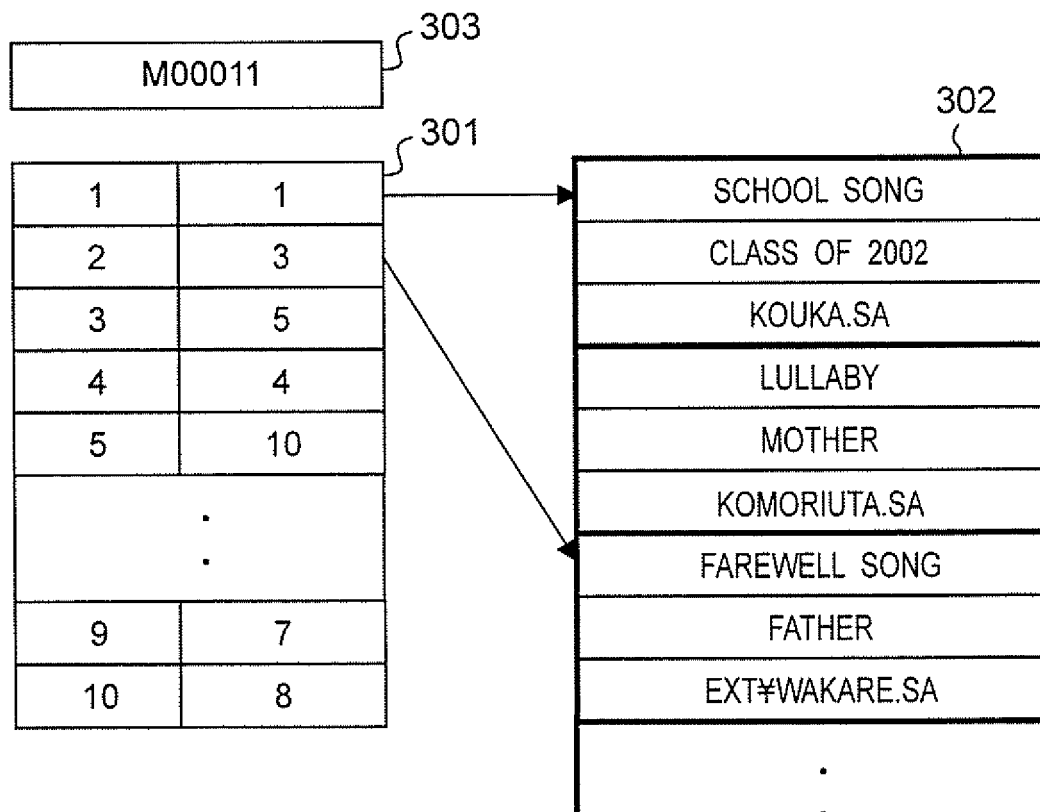 303
M00011
301
302
1 1
2 3
3 5
4 4
5 10
9 7
10 8
SCHOOL SONG
CLASS OF 2002
KOUKA.SA
LULLABY
MOTHER
KOMORIUTA.SA
FAREWELL SONG
FATHER
EXT¥WAKARE.SA